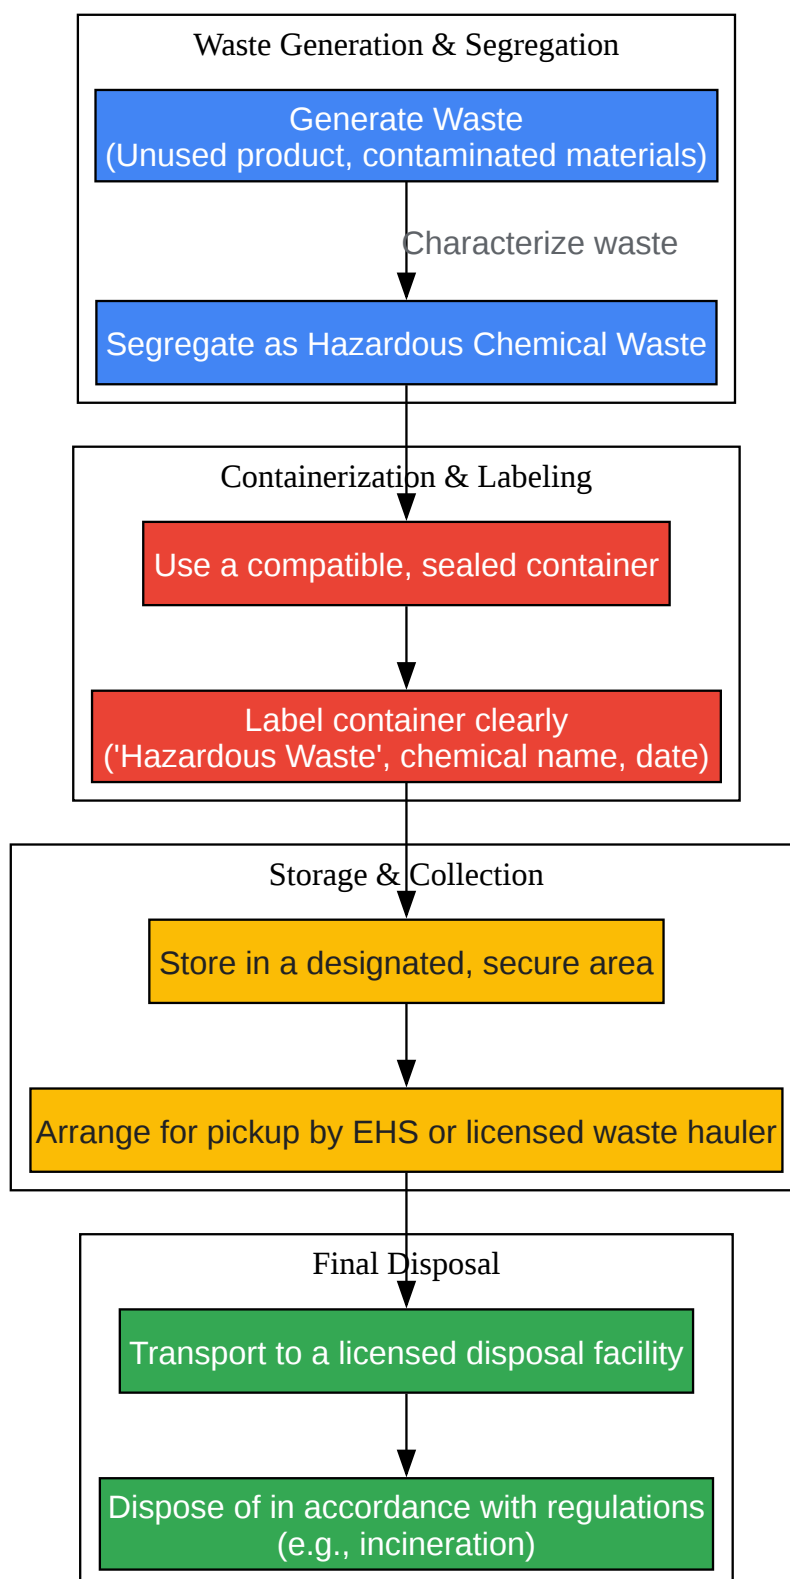 Waste Generation & Segregation
Generate Waste
(Unused product, contaminated materials)
Characterize waste
Segregate as Hazardous Chemical Waste
Containerization & Labeling
Use a compatible, sealed container
Label container clearly
('Hazardous Waste', chemical name, date)
Storage & Collection
Store in a designated, secure area
Arrange for pickup by EHS or licensed waste hauler
Final Disposal
Transport to a licensed disposal facility
Dispose of in accordance with regulations
(e.g., incineration)